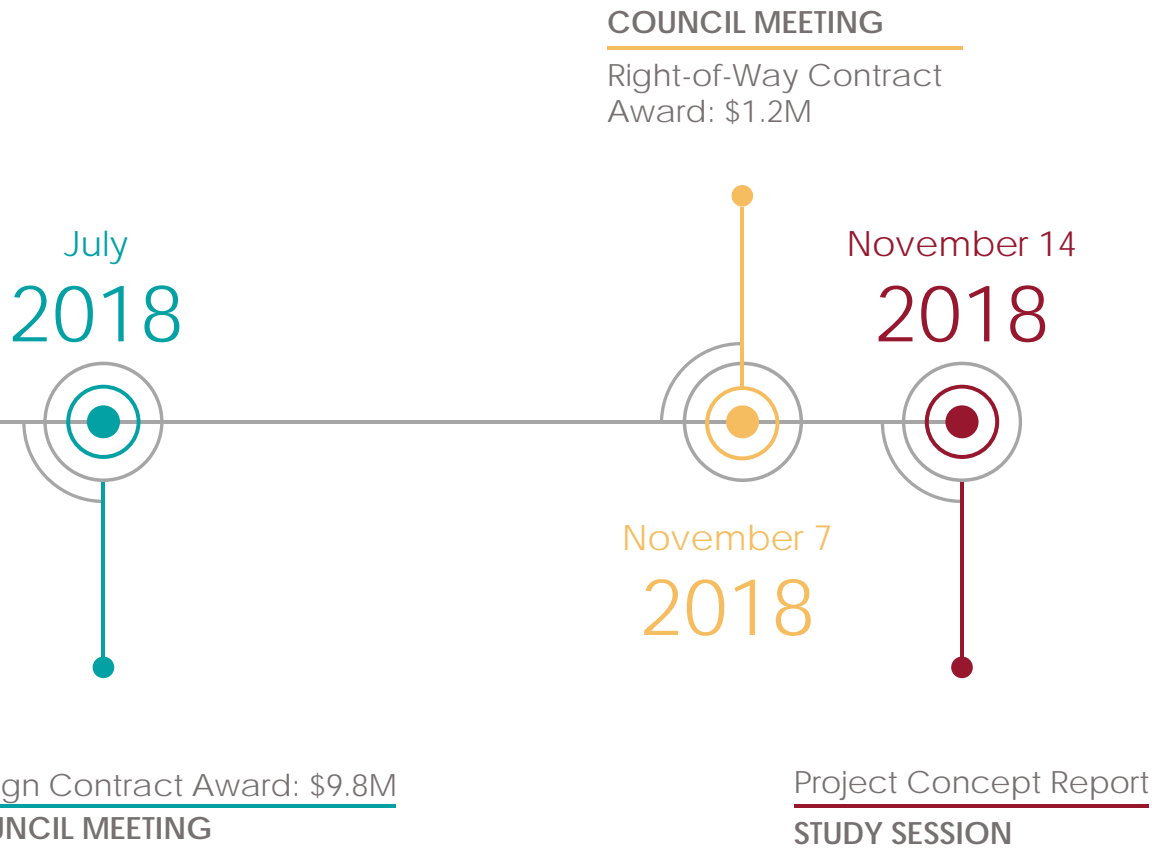 COUNCIL MEETING
Right-of-Way Contract
Award: $1.2M
July
2018
November 14
2018
November 7
2018
Contract Award: $9.8M
MEETING
Project Concept Report
STUDY SESSION